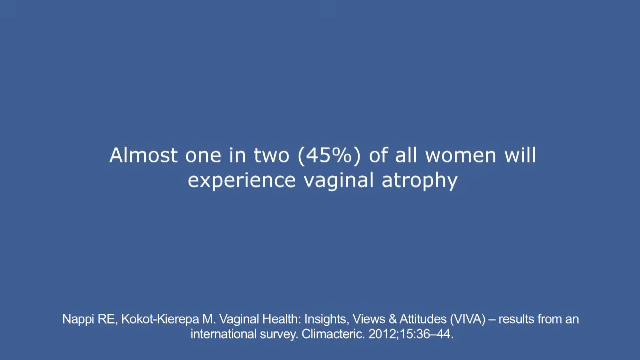 Almost one in two (45%) of all women will
experience vaginal atrophy
Nappi RE, Kokot-Kierepa M. Vaginal Health: Insights, Views & Attitudes (VIVA) – results from an
international survey. Climacteric. 2012;15:36–44.